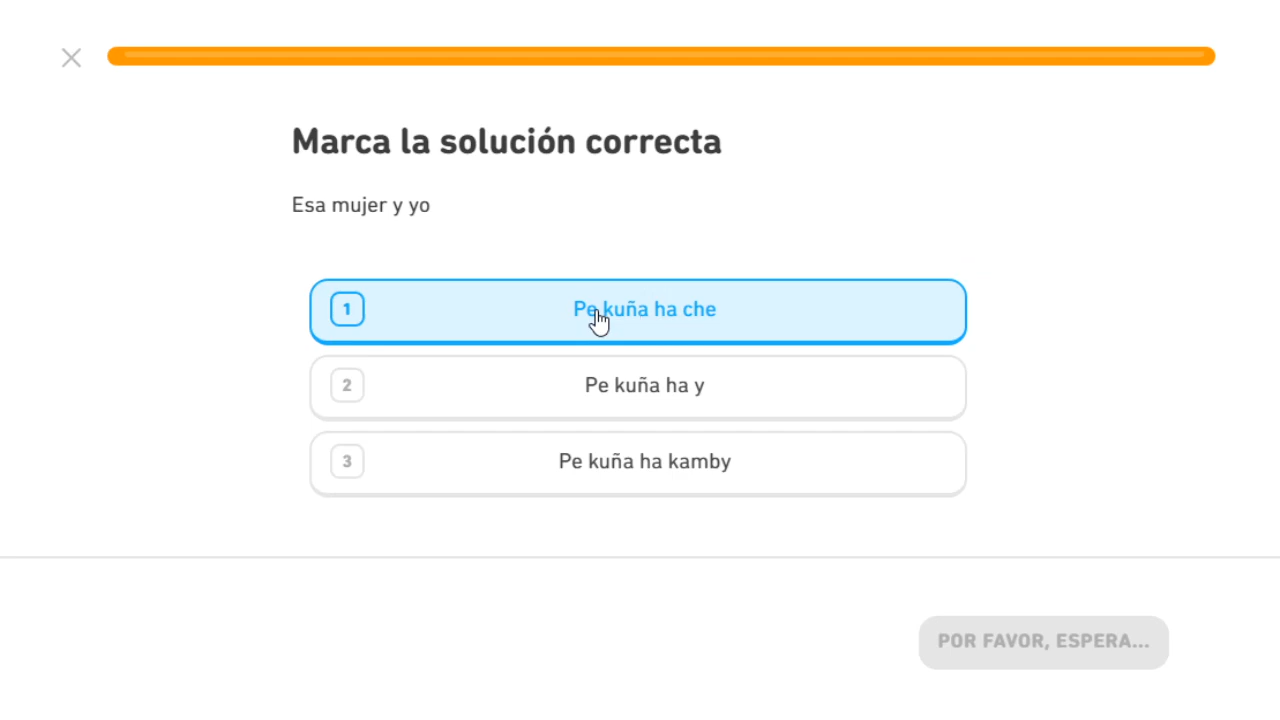 Marca la solución correcta
Esa mujer y yo
1 Pe kuña ha che
2 Pe kuña ha y
3 Pe kuña ha kamby
POR FAVOR, ESPERA...